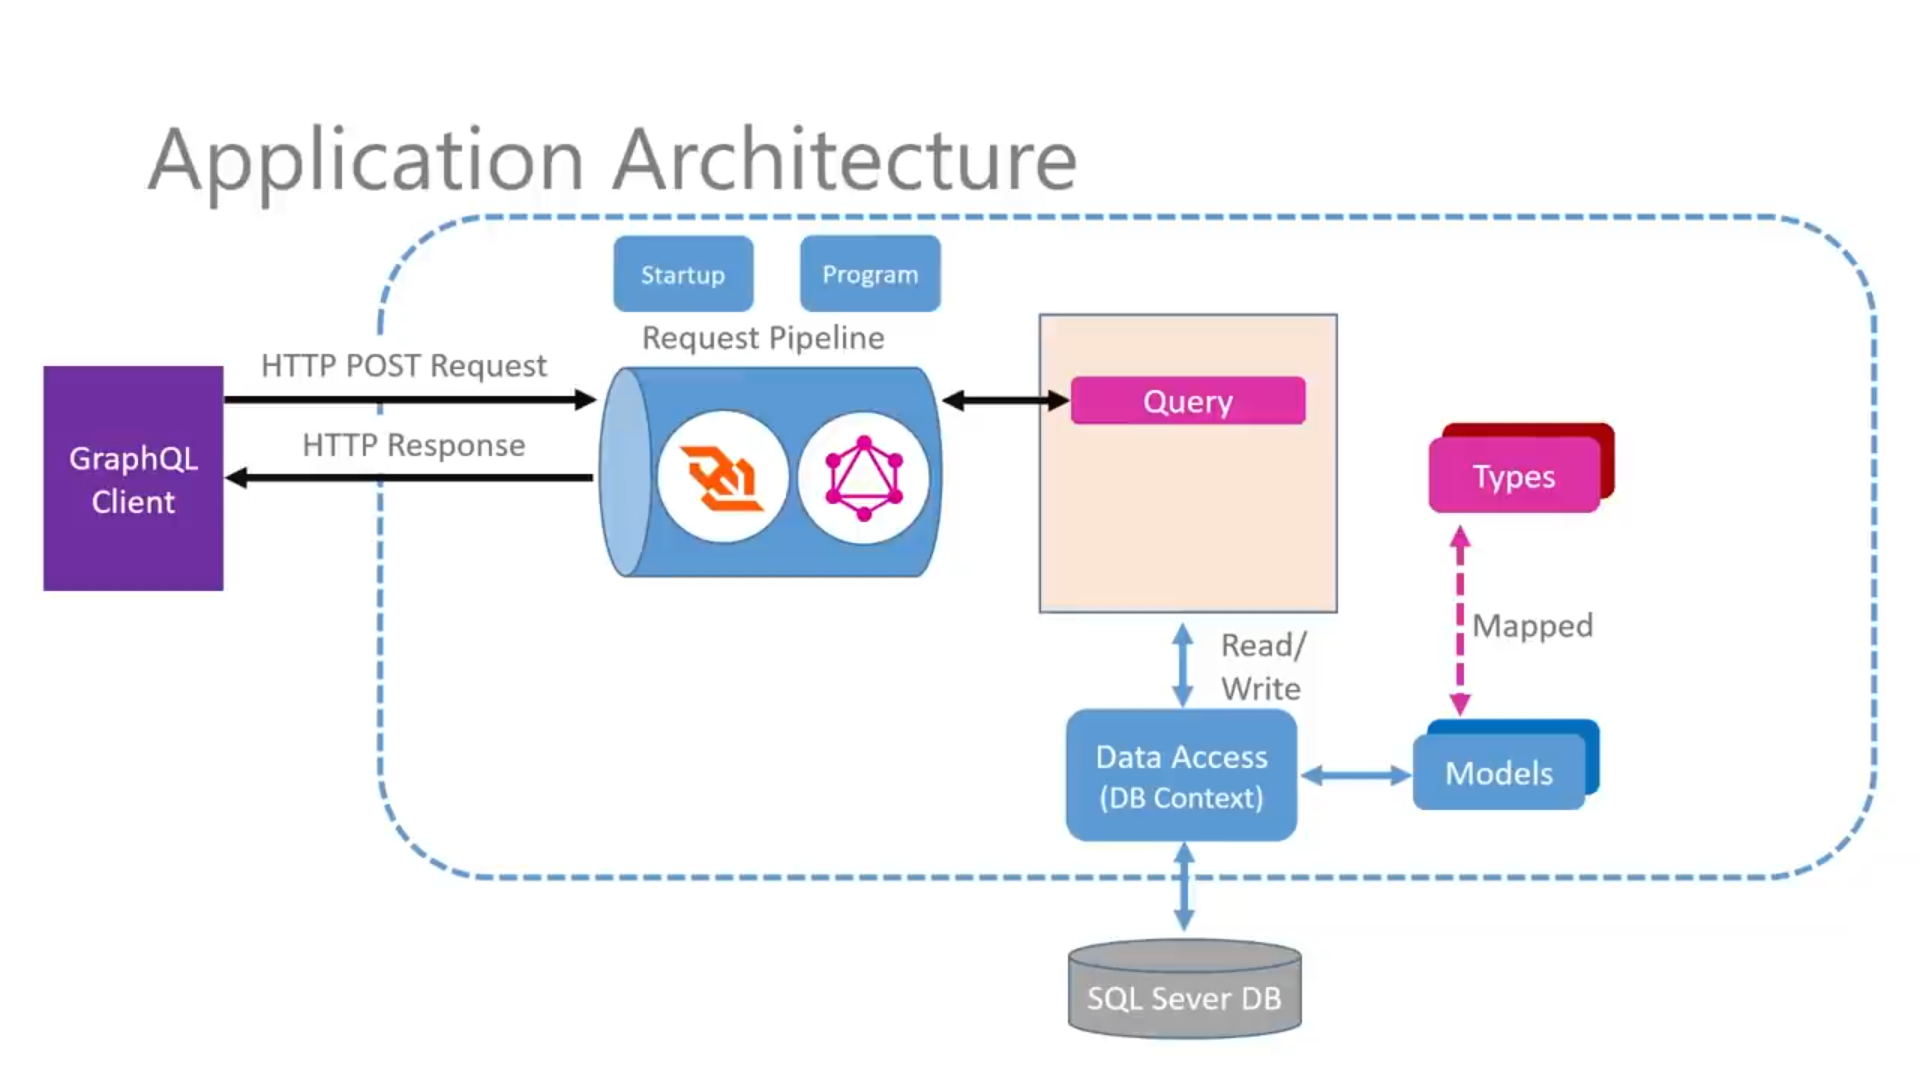 Application Architecture
Startup
Program
Request Pipeline
HTTP POST Request
HTTP Response
GraphQL
Client
Query
Types
Mapped
Read/
Write
Data Access
(DB Context)
Models
SQL Sever DB